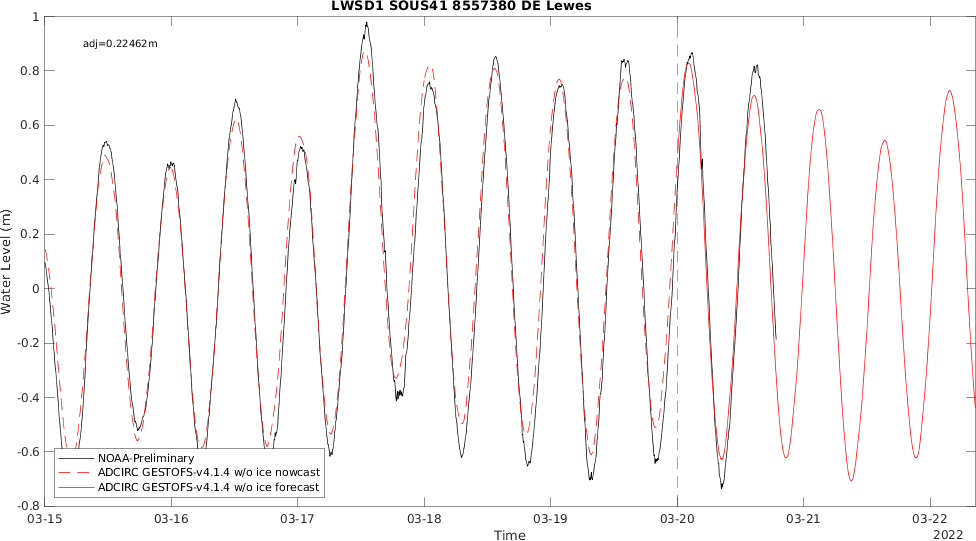 LWSD1 SOUS41 8557380 DE Lewes
adj=0.22462m
1
0.8
0.6
0.4
0.2
0
-0.2
-0.4
-0.6
-0.8
Water Level (m)
NOAA-Preliminary
ADCIRC GESTOFS-v4.1.4 w/o ice nowcast
ADCIRC GESTOFS-v4.1.4 w/o ice forecast
03-15 03-16 03-17 03-18 03-19 03-20 03-21 03-22
Time
2022